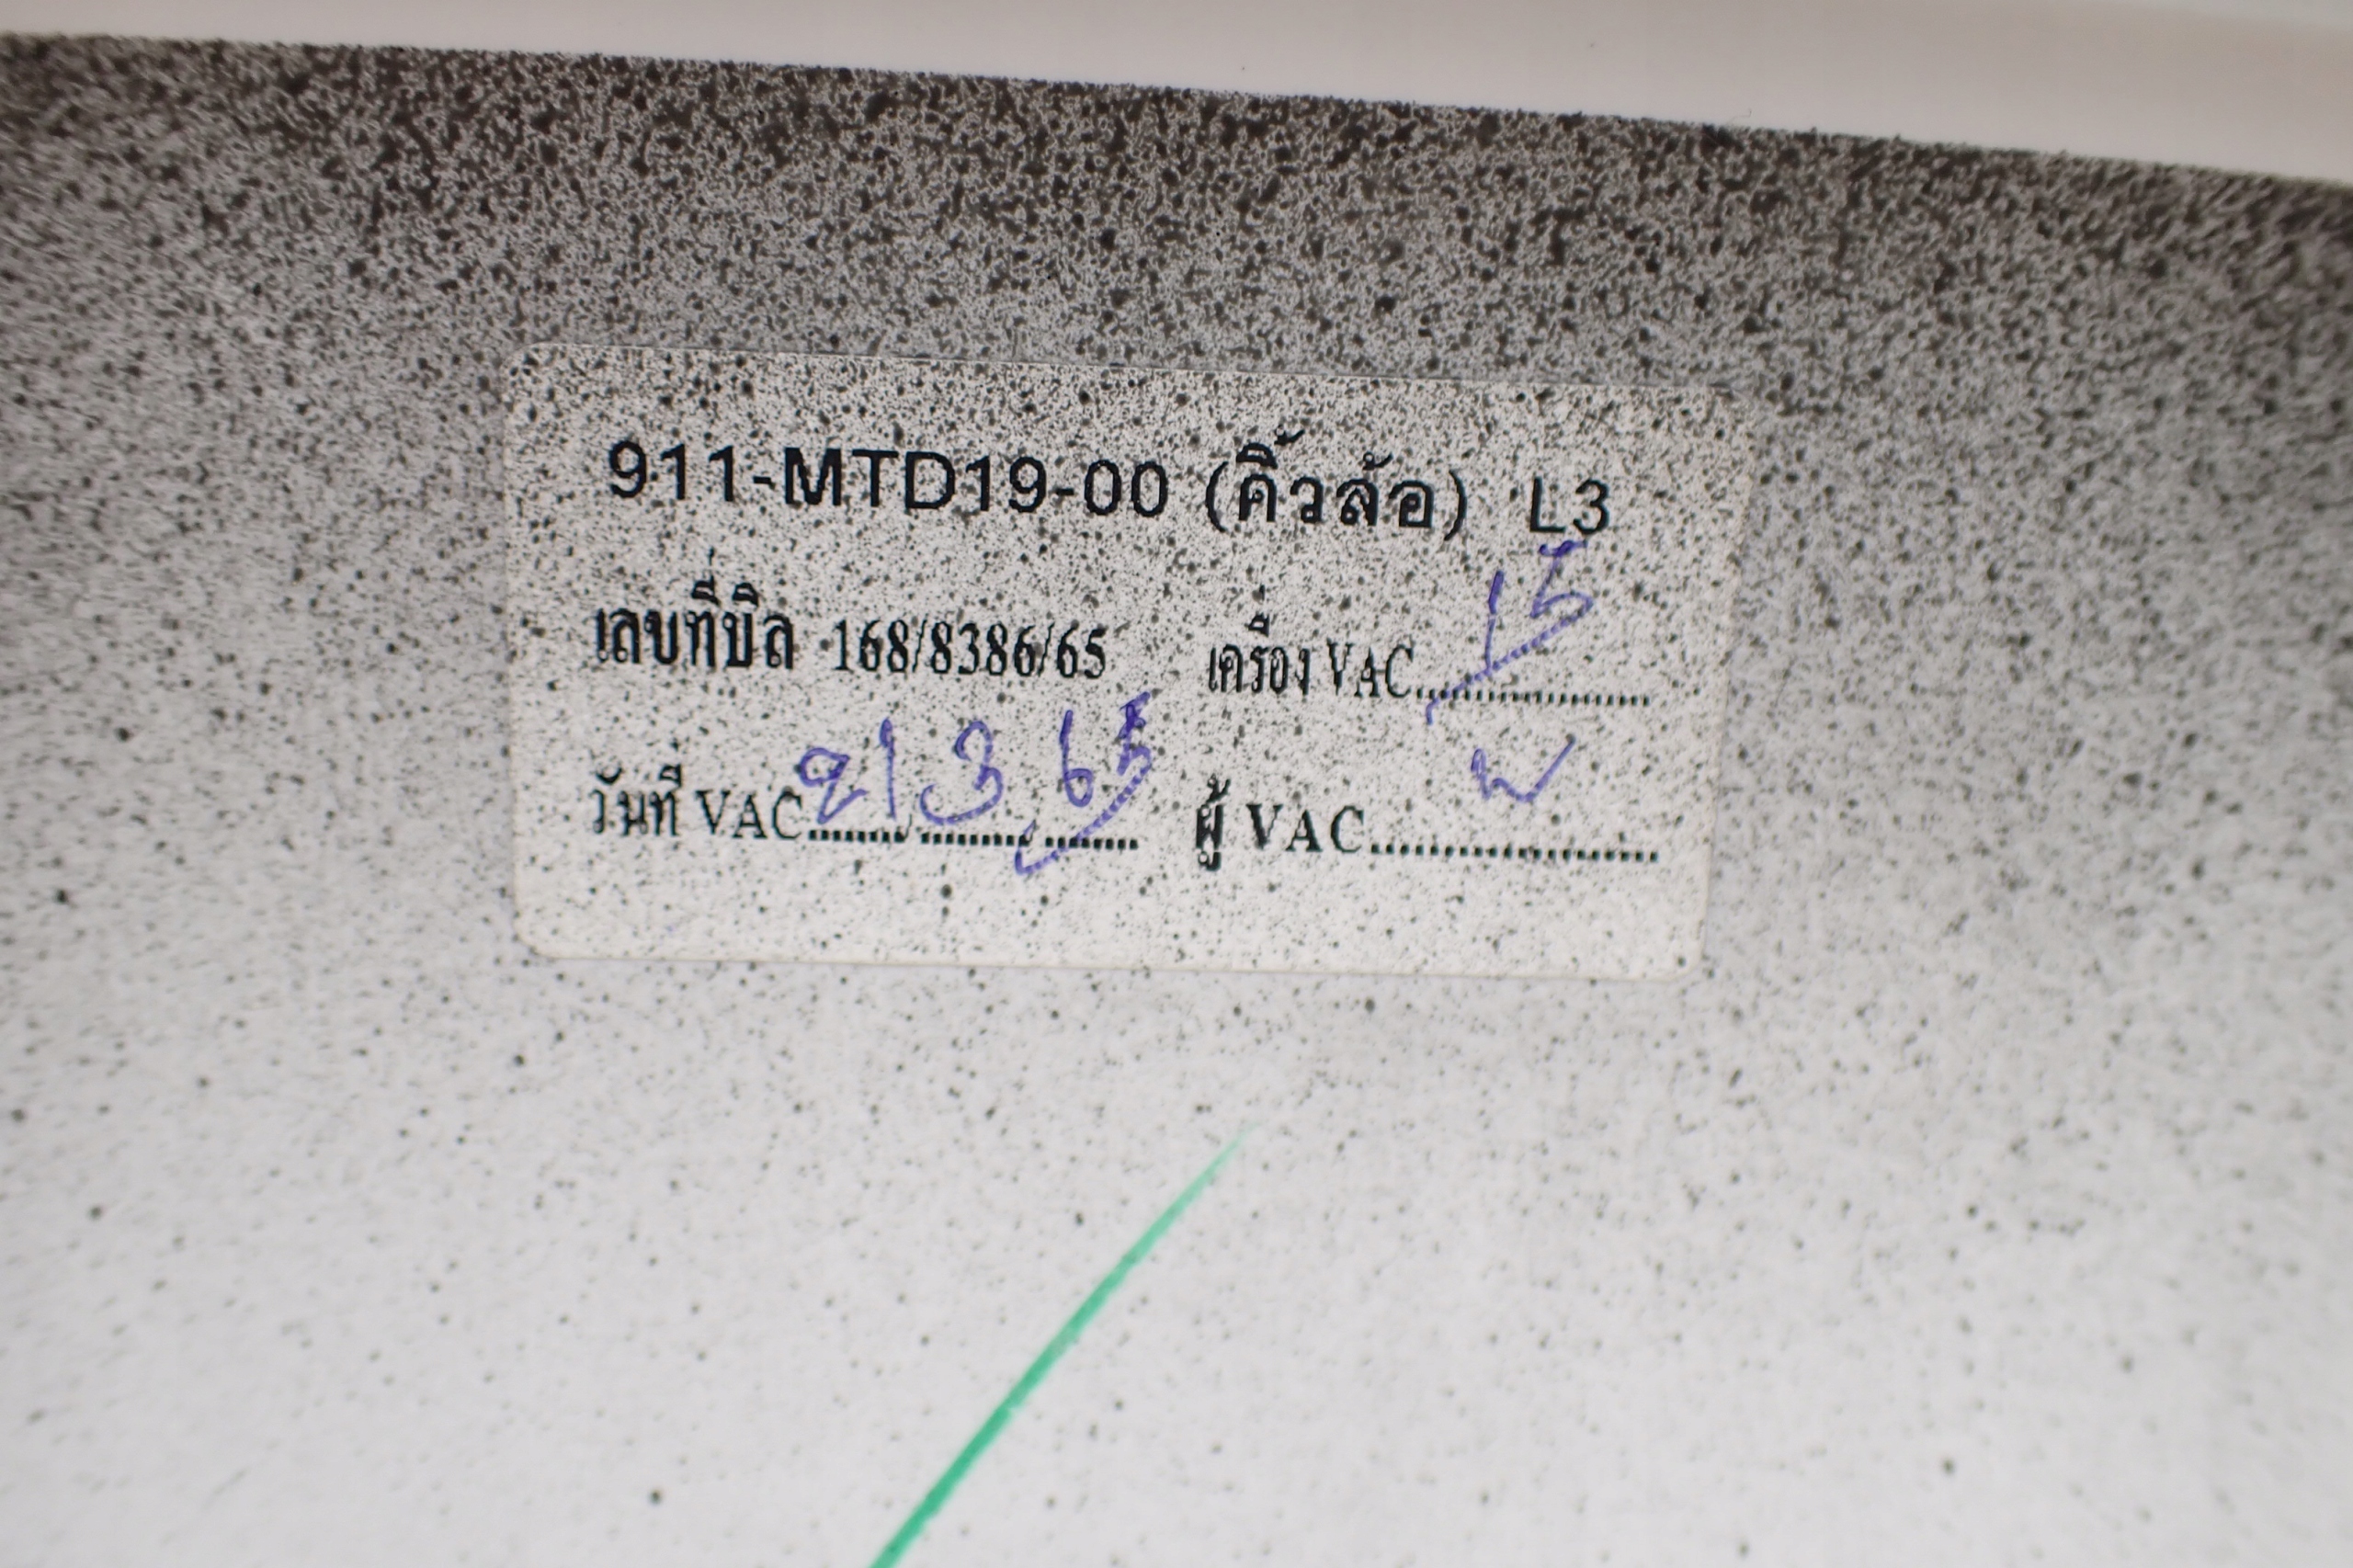 911-MTD19-00 (คิ้วล้อ) L3
เลขที่บิล 168/8386/65 เครื่อง VAC.................... 15
วันที่ VAC 21 3 65 ผู้ VAC........................